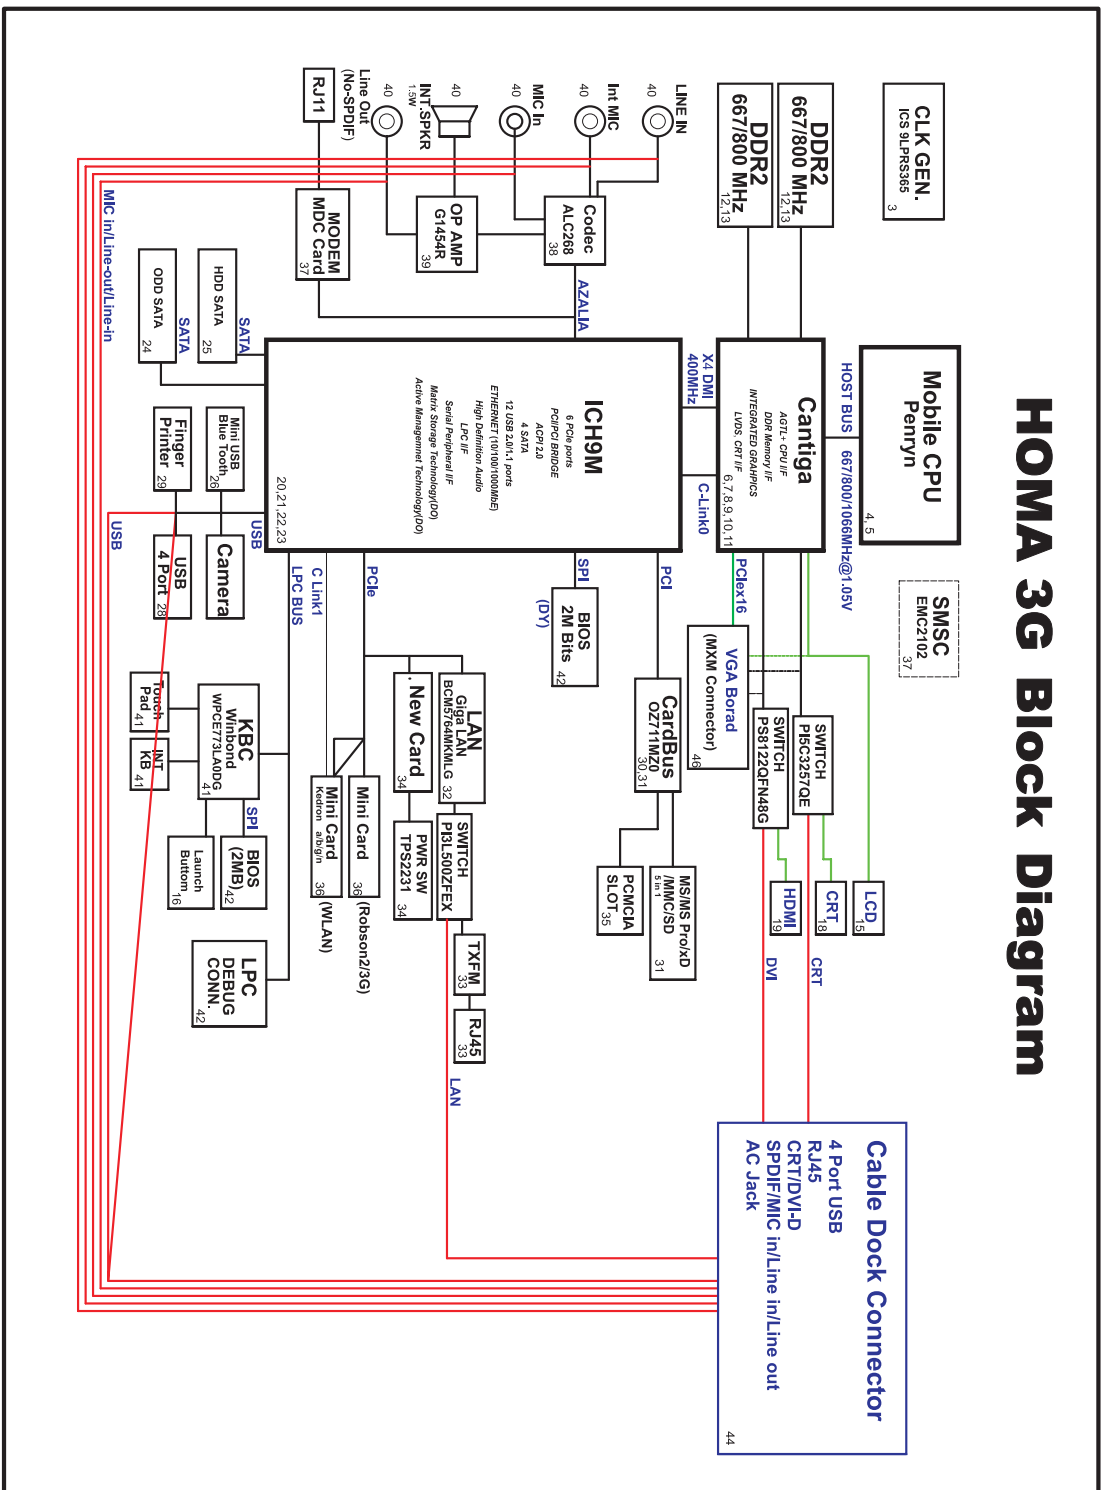 HOMA 3G Block Diagram
CLK GEN.
ICS 9LPRS365
3
Mobile CPU
Penryn
4, 5
SMSC
EMC2102
37
HOST BUS
667/800/1066MHz@1.05V
DDR2
667/800 MHz
12,13
DDR2
667/800 MHz
12,13
Cantiga
AGTL+ CPU I/F
DDR Memory I/F
INTEGRATED GRAHPICS
LVDS, CRT I/F
6,7,8,9,10,11
X4 DMI
400MHz
C-Link0
PCIex16
VGA Borad
(MXM Connector)
46
SWITCH
PI5C3257QE
SWITCH
PS8122QFN48G
LCD
15
CRT
18
HDMI
19
CRT
DVI
Cable Dock Connector
4 Port USB
RJ45
CRT/DVI-D
SPDIF/MIC in/Line in/Line out
AC Jack
44
LINE IN
40
Int MIC
40
MIC In
40
INT.SPKR
1.5W
40
Line Out
(No-SPDIF)
40
RJ11
Codec
ALC268
38
OP AMP
G1454R
39
MODEM
MDC Card
37
AZALIA
MIC in/Line-out/Line-in
ICH9M
6 PCIe ports
PCI/PCI BRIDGE
ACPI 2.0
4 SATA
12 USB 2.0/1.1 ports
ETHERNET (10/100/1000MbE)
High Definition Audio
LPC I/F
Serial Peripheral I/F
Matrix Storage Technology(DO)
Active Managemnet Technology(DO)
20,21,22,23
PCI
CardBus
OZ711MZ0
30,31
MS/MS Pro/xD
/MMC/SD
5 in 1
31
PCMCIA
SLOT
35
SPI
BIOS
2M Bits
42
(DY)
PCIe
LAN
Giga LAN
BCM5764MKMLG
32
SWITCH
PI3L500ZFEX
TXFM
33
RJ45
33
LAN
. New Card
34
PWR SW
TPS2231
34
Mini Card
36
(Robson2/3G)
Mini Card
Kedron a/b/g/n
36
(WLAN)
C Link1
LPC BUS
HDD SATA
25
SATA
ODD SATA
24
SATA
Mini USB
Blue Tooth
26
Finger
Printer
29
USB
Camera
USB
4 Port
28
USB
KBC
Winbond
WPCE773LA0DG
41
Touch
Pad
41
INT
KB
41
SPI
BIOS
(2MB)
42
Launch
Buttom
16
LPC
DEBUG
CONN.
42